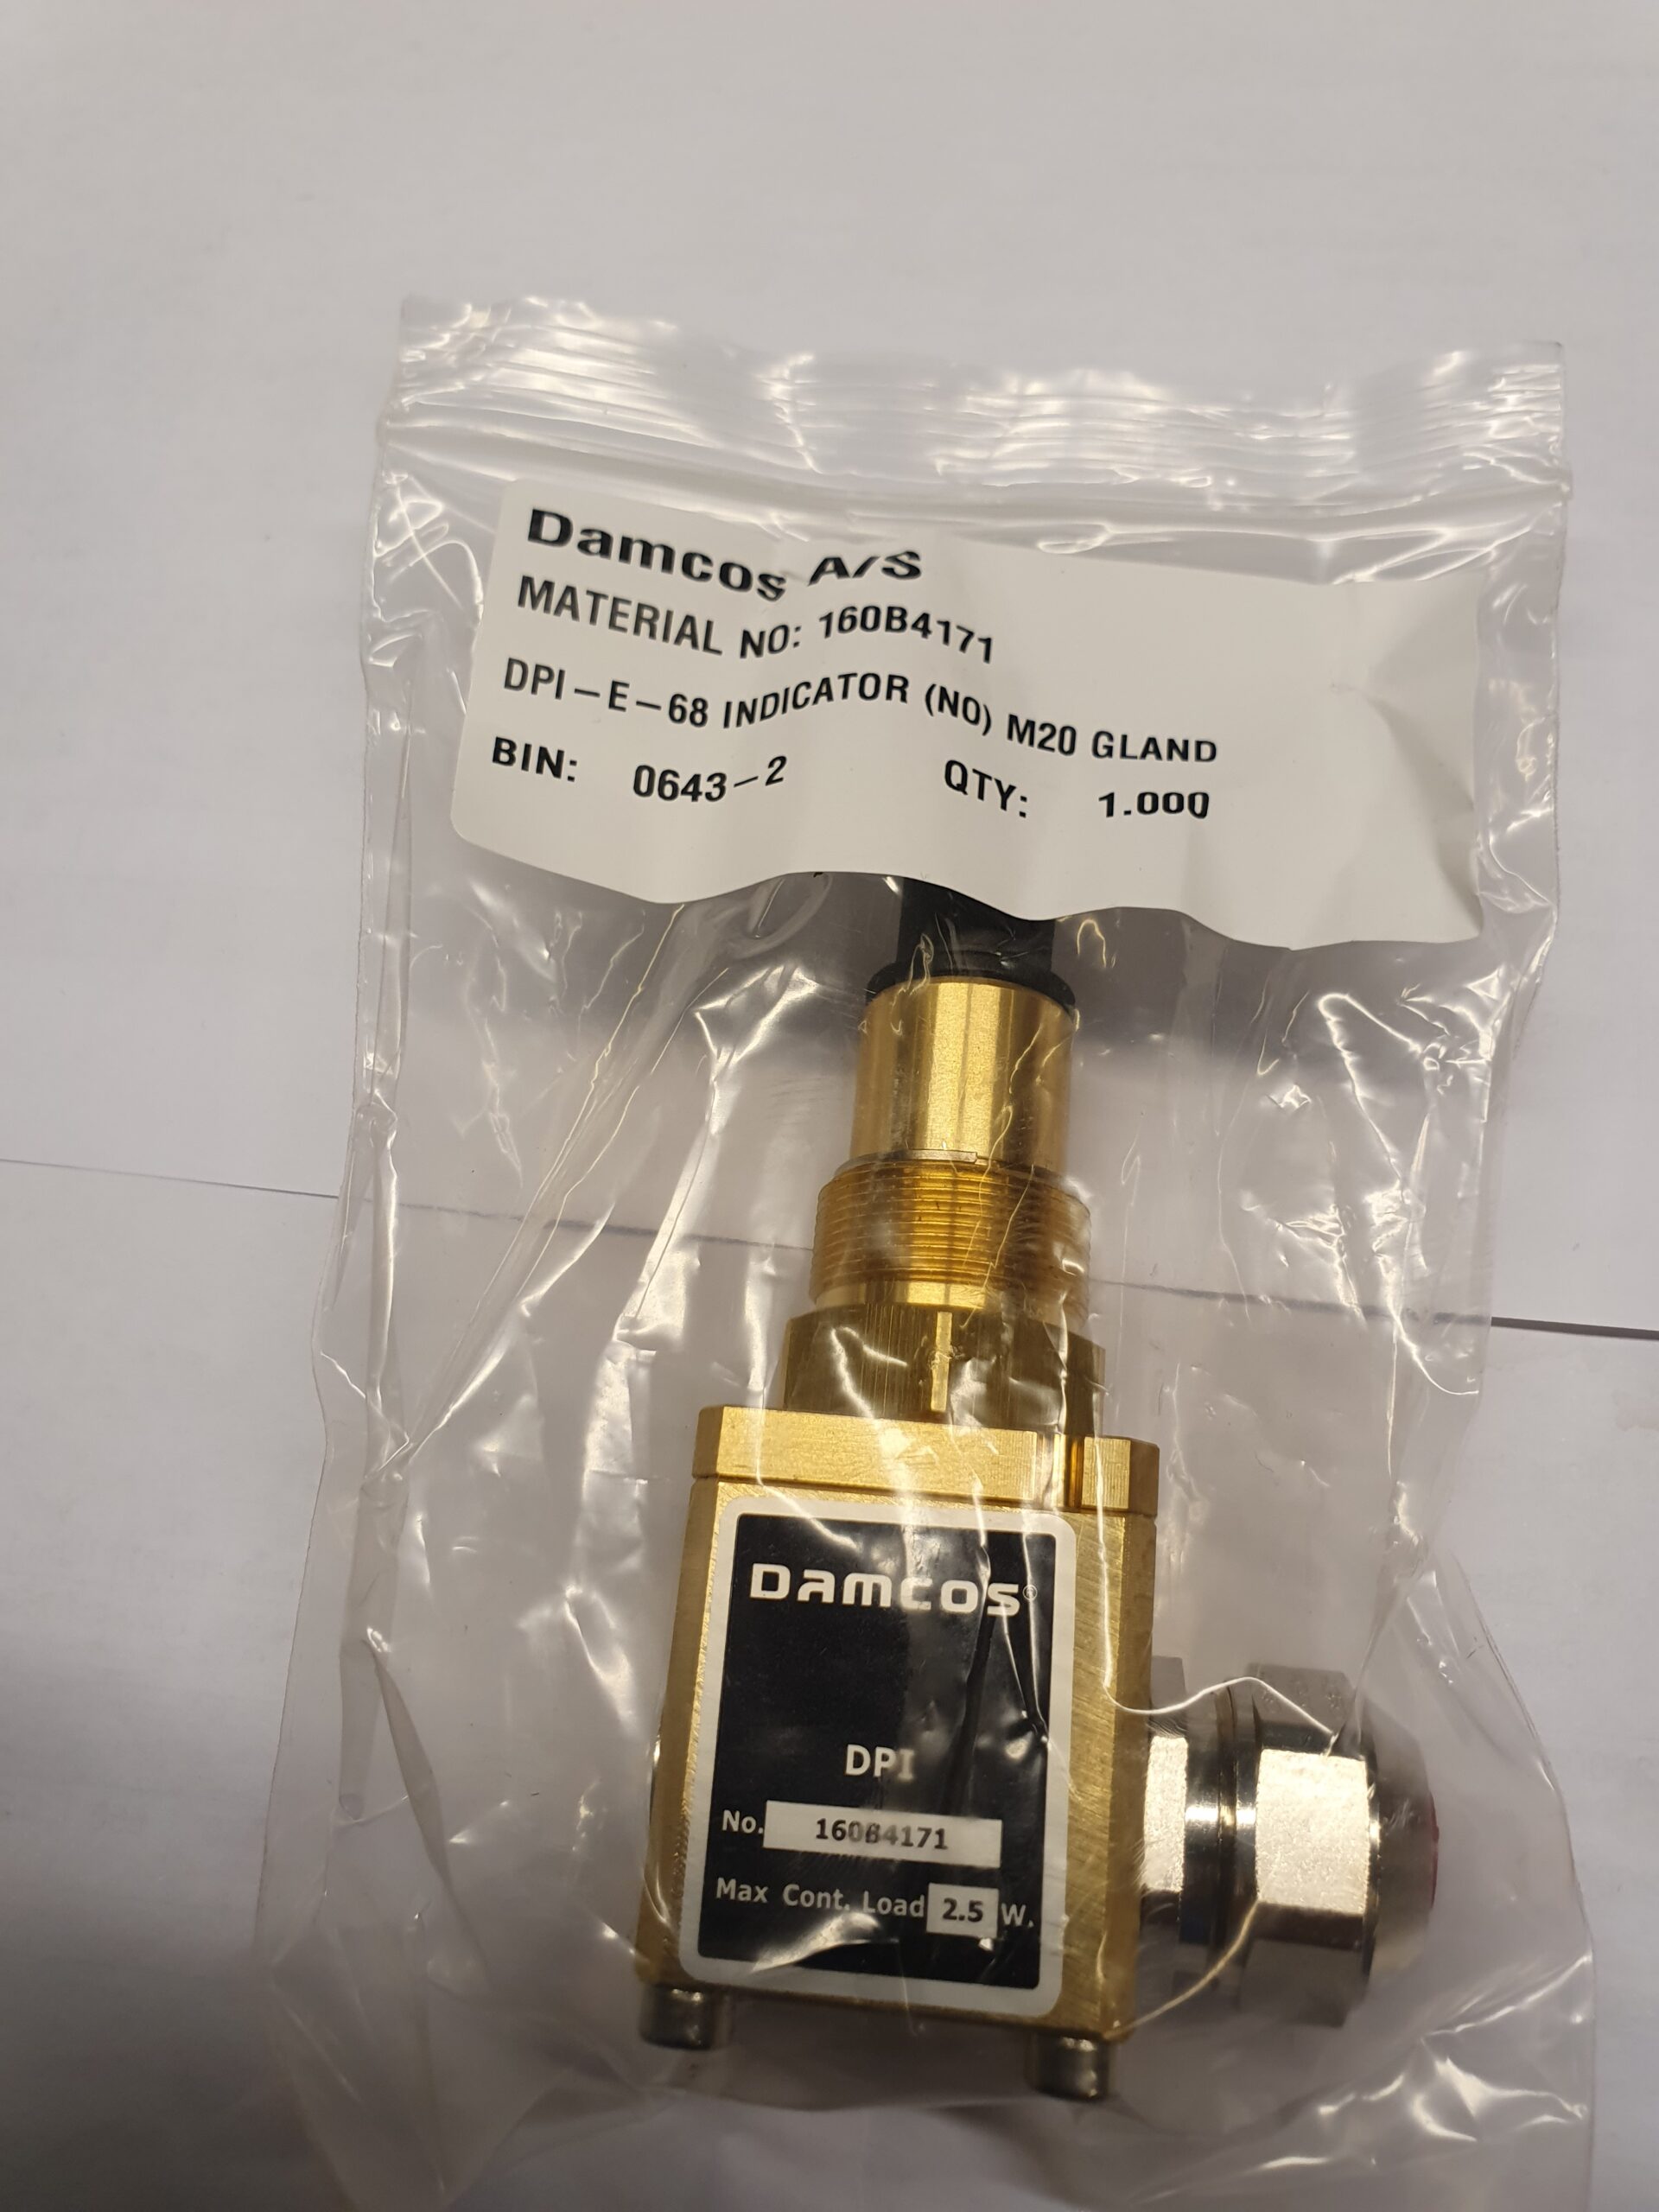 Damcos A/S
MATERIAL NO: 160B4171
DPI-E-68 INDICATOR (NO) M20 GLAND
BIN: 0643-2 QTY: 1.000
DAMCOS®
DPI
No. 160B4171
Max Cont. Load 2.5 W.